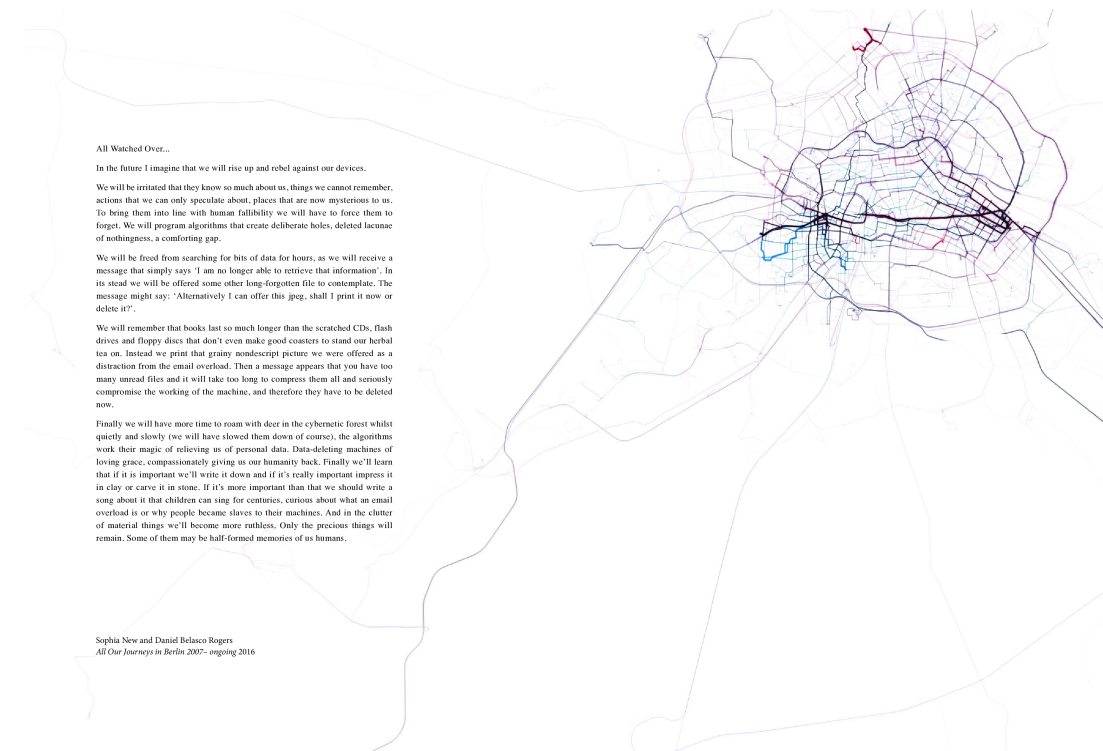 All Watched Over...
In the future I imagine that we will rise up and rebel against our devices.
We will be irritated that they know so much about us, things we cannot remember,
actions that we can only speculate about, places that are now mysterious to us.
To bring them into line with human fallibility we will have to force them to
forget. We will program algorithms that create deliberate holes, deleted lacunae
of nothingness, a comforting gap.
We will be freed from searching for bits of data for hours, as we will receive a
message that simply says ‘I am no longer able to retrieve that information’. In
its stead we will be offered some other long-forgotten file to contemplate. The
message might say: ‘Alternatively I can offer this jpeg, shall I print it now or
delete it?’.
We will remember that books last so much longer than the scratched CDs, flash
drives and floppy discs that don’t even make good coasters to stand our herbal
tea on. Instead we print that grainy nondescript picture we were offered as a
distraction from the email overload. Then a message appears that you have too
many unread files and it will take too long to compress them all and seriously
compromise the working of the machine, and therefore they have to be deleted
now.
Finally we will have more time to roam with deer in the cybernetic forest whilst
quietly and slowly (we will have slowed them down of course), the algorithms
work their magic of relieving us of personal data. Data-deleting machines of
loving grace, compassionately giving us our humanity back. Finally we’ll learn
that if it is important we’ll write it down and if it’s really important impress it
in clay or carve it in stone. If it’s more important than that we should write a
song about it that children can sing for centuries, curious about what an email
overload is or why people became slaves to their machines. And in the clutter
of material things we’ll become more ruthless. Only the precious things will
remain. Some of them may be half-formed memories of us humans.
Sophia New and Daniel Belasco Rogers
All Our Journeys in Berlin 2007– ongoing 2016